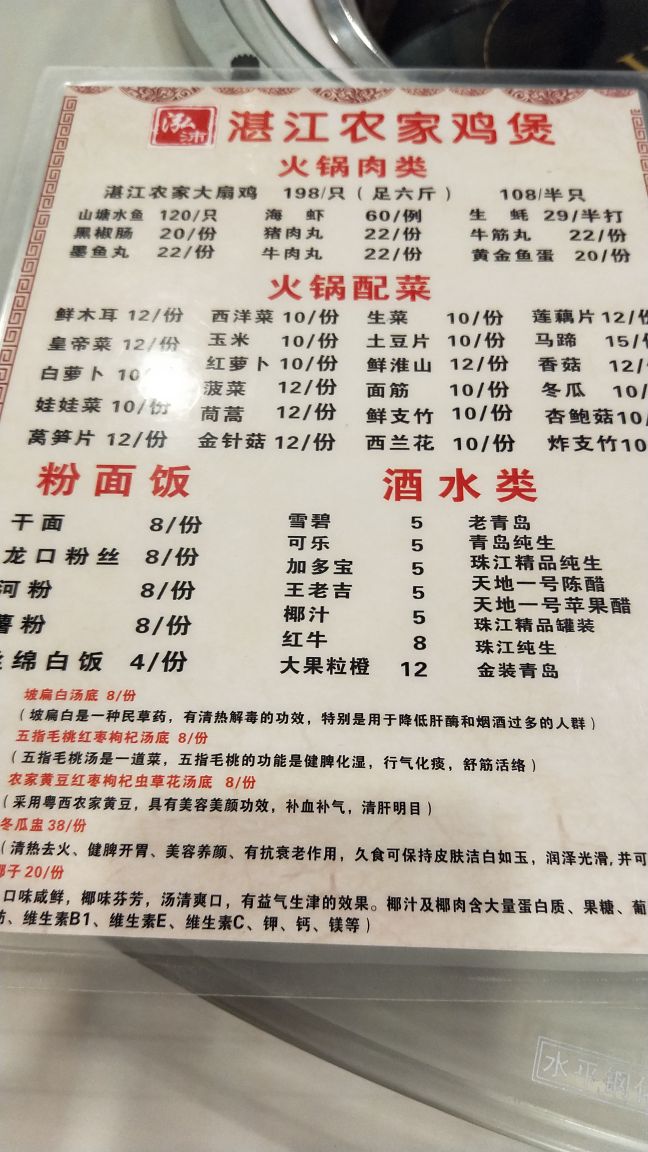 泓沛 湛江农家鸡煲
火锅肉类
湛江农家大扇鸡 198/只（足六斤） 108/半只
山塘水鱼 120/只 海虾 60/例 生蚝 29/半打
黑椒肠 20/份 猪肉丸 22/份 牛筋丸 22/份
墨鱼丸 22/份 牛肉丸 22/份 黄金鱼蛋 20/份
火锅配菜
鲜木耳 12/份 西洋菜 10/份 生菜 10/份 莲藕片 12/份
皇帝菜 12/份 玉米 10/份 土豆片 10/份 马蹄 15/
白萝卜 10 红萝卜 10/份 鲜淮山 12/份 香菇 12/
娃娃菜 10/份 菠菜 12/份 面筋 10/份 冬瓜 10/
茼蒿 12/份 鲜支竹 10/份 杏鲍菇 10/
莴笋片 12/份 金针菇 12/份 西兰花 10/份 炸支竹 10
粉面饭
干面 8/份
龙口粉丝 8/份
河粉 8/份
薯粉 8/份
绵白饭 4/份
酒水类
雪碧 5 老青岛
可乐 5 青岛纯生
加多宝 5 珠江精品纯生
王老吉 5 天地一号陈醋
椰汁 5 天地一号苹果醋
红牛 8 珠江精品罐装
大果粒橙 12 珠江纯生
金装青岛
坡扁白汤底 8/份
（坡扁白是一种民草药，有清热解毒的功效，特别是用于降低肝酶和烟酒过多的人群）
五指毛桃红枣枸杞汤底 8/份
（五指毛桃汤是一道菜，五指毛桃的功能是健脾化湿，行气化痰，舒筋活络）
农家黄豆红枣枸杞虫草花汤底 8/份
（采用粤西农家黄豆，具有美容美颜功效，补血补气，清肝明目）
冬瓜盅 38/份
（清热去火、健脾开胃、美容养颜、有抗衰老作用，久食可保持皮肤洁白如玉，润泽光滑，并可
椰子 20/份
口味咸鲜，椰味芬芳，汤清爽口，有益气生津的效果。椰汁及椰肉含大量蛋白质、果糖、葡
、维生素B1、维生素E、维生素C、钾、钙、镁等）
水平钢化